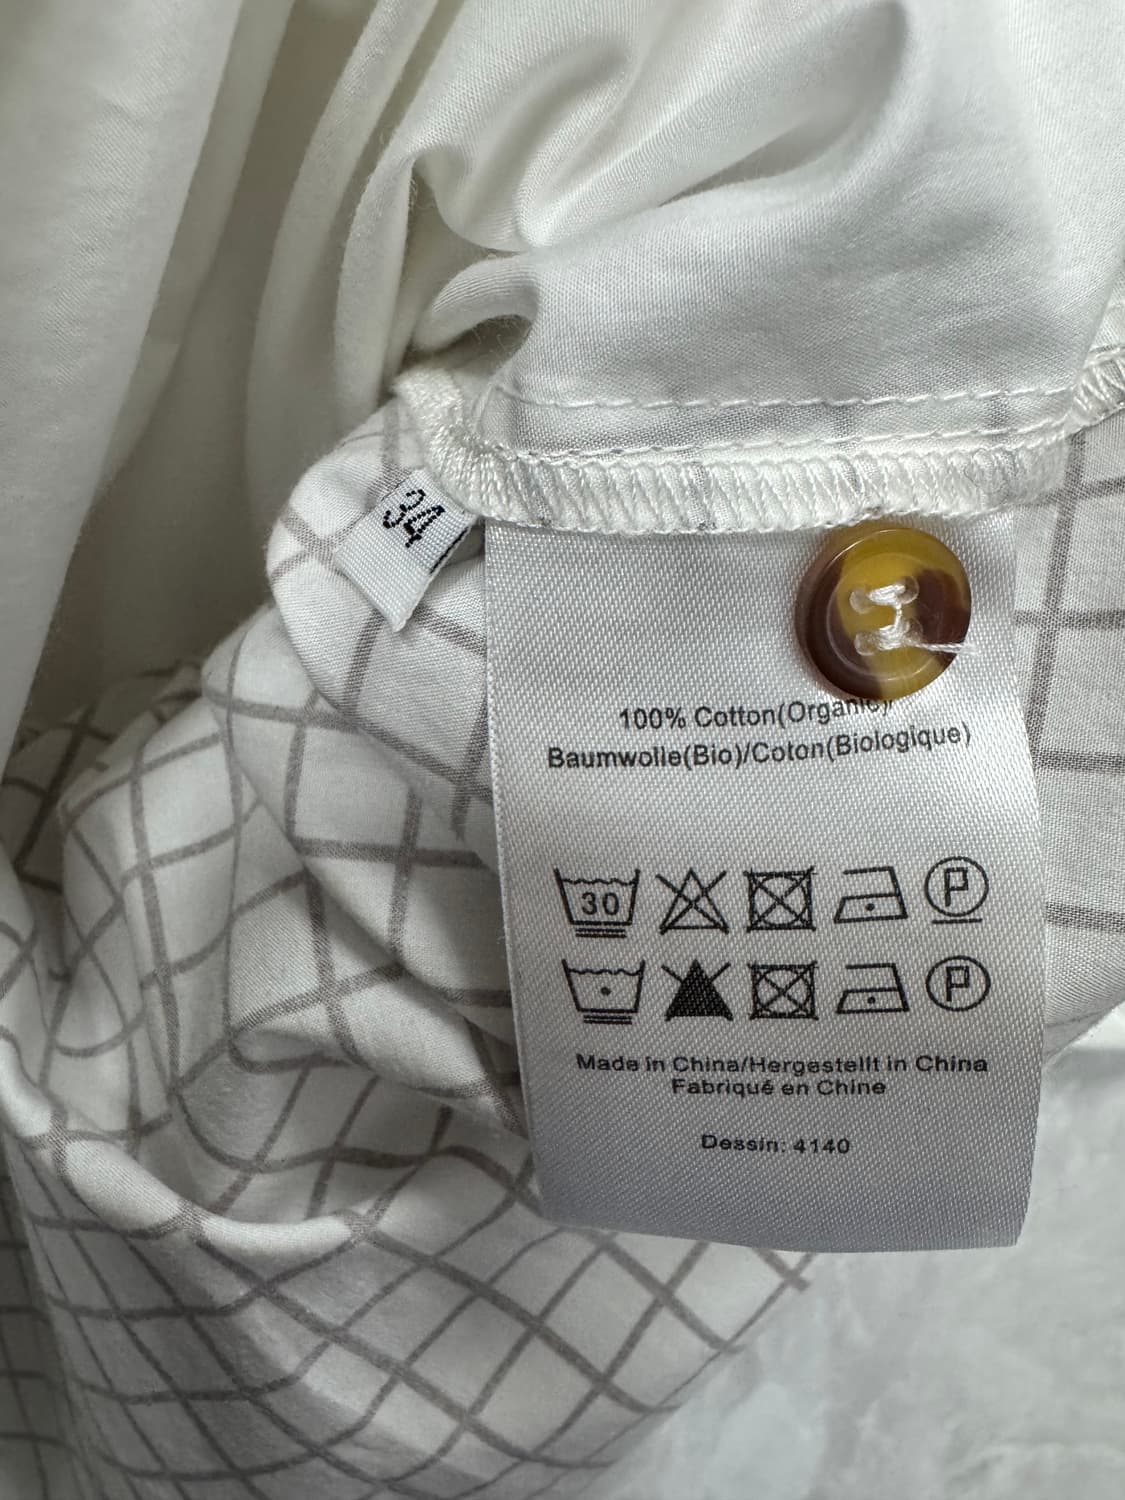 34
100% Cotton(Organic)/
Baumwolle(Bio)/Coton(Biologique)
30 P
P
Made in China/Hergestellt in China
Fabriqué en Chine
Dessin: 4140